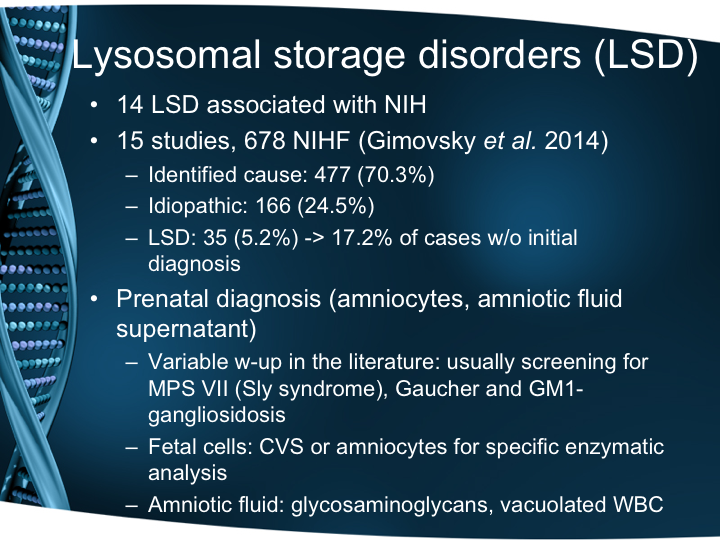 Lysosomal storage disorders (LSD)
• 14 LSD associated with NIH
• 15 studies, 678 NIHF (Gimovsky et al. 2014)
– Identified cause: 477 (70.3%)
– Idiopathic: 166 (24.5%)
– LSD: 35 (5.2%) -> 17.2% of cases w/o initial
diagnosis
• Prenatal diagnosis (amniocytes, amniotic fluid
supernatant)
– Variable w-up in the literature: usually screening for
MPS VII (Sly syndrome), Gaucher and GM1-
gangliosidosis
– Fetal cells: CVS or amniocytes for specific enzymatic
analysis
– Amniotic fluid: glycosaminoglycans, vacuolated WBC